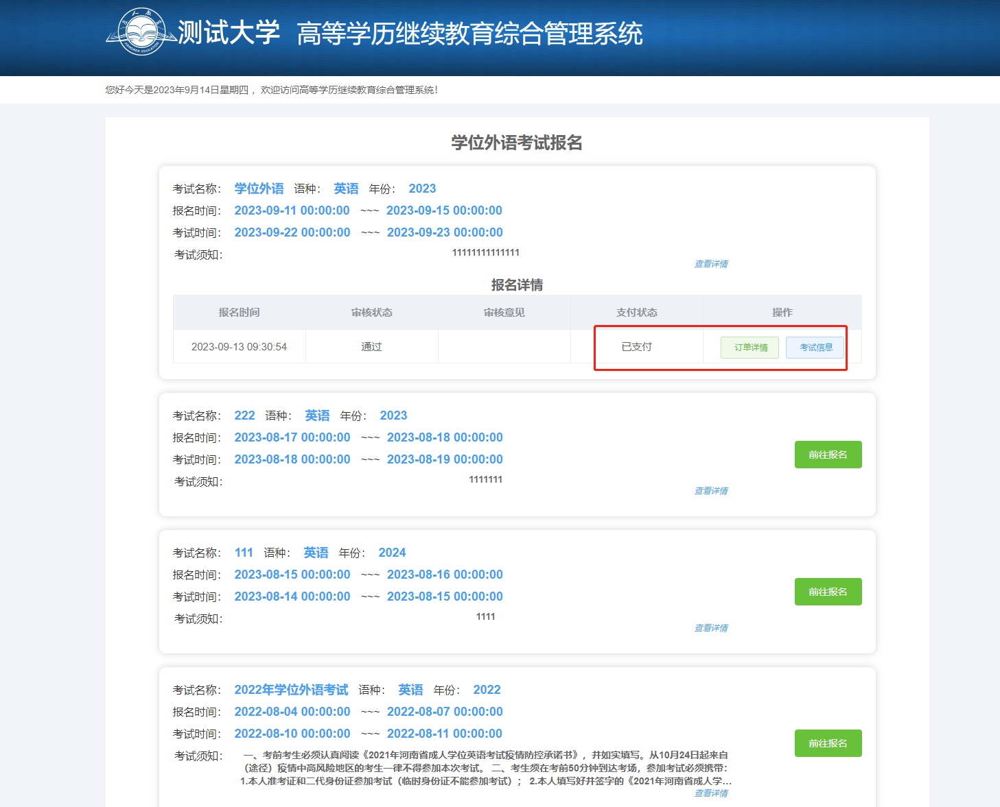 测试大学 高等学历继续教育综合管理系统
JIANGREN EDUCATION
您好今天是2023年9月14日星期四 ，欢迎访问高等学历继续教育综合管理系统！
学位外语考试报名
考试名称： 学位外语 语种： 英语 年份： 2023
报名时间： 2023-09-11 00:00:00 ~~~ 2023-09-15 00:00:00
考试时间： 2023-09-22 00:00:00 ~~~ 2023-09-23 00:00:00
考试须知： 11111111111111
查看详情
报名详情
报名时间 审核状态 审核意见 支付状态 操作
2023-09-13 09:30:54 通过 已支付 订单详情 考试信息
考试名称： 222 语种： 英语 年份： 2023
报名时间： 2023-08-17 00:00:00 ~~~ 2023-08-18 00:00:00
前往报名
考试时间： 2023-08-18 00:00:00 ~~~ 2023-08-19 00:00:00
考试须知： 1111111
查看详情
考试名称： 111 语种： 英语 年份： 2024
报名时间： 2023-08-15 00:00:00 ~~~ 2023-08-16 00:00:00
前往报名
考试时间： 2023-08-14 00:00:00 ~~~ 2023-08-15 00:00:00
考试须知： 1111
查看详情
考试名称： 2022年学位外语考试 语种： 英语 年份： 2022
报名时间： 2022-08-04 00:00:00 ~~~ 2022-08-07 00:00:00
考试时间： 2022-08-10 00:00:00 ~~~ 2022-08-11 00:00:00
前往报名
考试须知： 一、考前考生必须认真阅读《2021年河南省成人学位英语考试疫情防控承诺书》，并如实填写。从10月24日起来自
（途径）疫情中高风险地区的考生一律不得参加本次考试。 二、考生须在考前50分钟到达考场，参加考试必须携带：
1.本人准考证和二代身份证参加考试（临时身份证不能参加考试）； 2.本人填写好并签字的《2021年河南省成人学...
查看详情